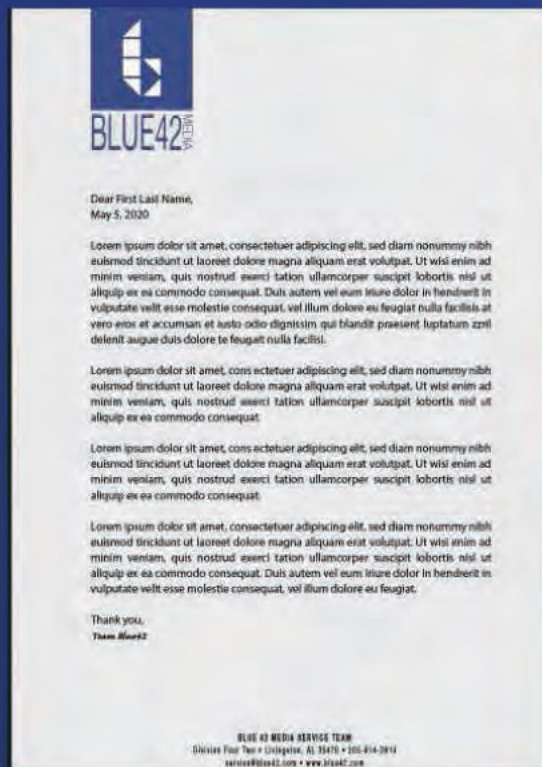 BLUE42 MEDIA
Dear First Last Name,
May 5, 2020
Lorem ipsum dolor sit amet, consectetuer adipiscing elit, sed diam nonummy nibh
euismod tincidunt ut laoreet dolore magna aliquam erat volutpat. Ut wisi enim ad
minim veniam, quis nostrud exerci tation ullamcorper suscipit lobortis nisl ut
aliquip ex ea commodo consequat. Duis autem vel eum iriure dolor in hendrerit in
vulputate velit esse molestie consequat, vel illum dolore eu feugiat nulla facilisis at
vero eros et accumsan et iusto odio dignissim qui blandit praesent luptatum zzril
delenit augue duis dolore te feugait nulla facilisi.
Lorem ipsum dolor sit amet, cons ectetuer adipiscing elit, sed diam nonummy nibh
euismod tincidunt ut laoreet dolore magna aliquam erat volutpat. Ut wisi enim ad
minim veniam, quis nostrud exerci tation ullamcorper suscipit lobortis nisl ut
aliquip ex ea commodo consequat
Lorem ipsum dolor sit amet, cons ectetuer adipiscing elit, sed diam nonummy nibh
euismod tincidunt ut laoreet dolore magna aliquam erat volutpat. Ut wisi enim ad
minim veniam, quis nostrud exerci tation ullamcorper suscipit lobortis nisl ut
aliquip ex ea commodo consequat
Lorem ipsum dolor sit amet, consectetuer adipiscing elit, sed diam nonummy nibh
euismod tincidunt ut laoreet dolore magna aliquam erat volutpat. Ut wisi enim ad
minim veniam, quis nostrud exerci tation ullamcorper suscipit lobortis nisl ut
aliquip ex ea commodo consequat. Duis autem vel eum iriure dolor in hendrerit in
vulputate velit esse molestie consequat, vel illum dolore eu feugiat.
Thank you,
Team Blue42
BLUE 42 MEDIA SERVICE TEAM
Division Four Two • Livingston, AL 35470
service@blue42.com • www.blue42.com